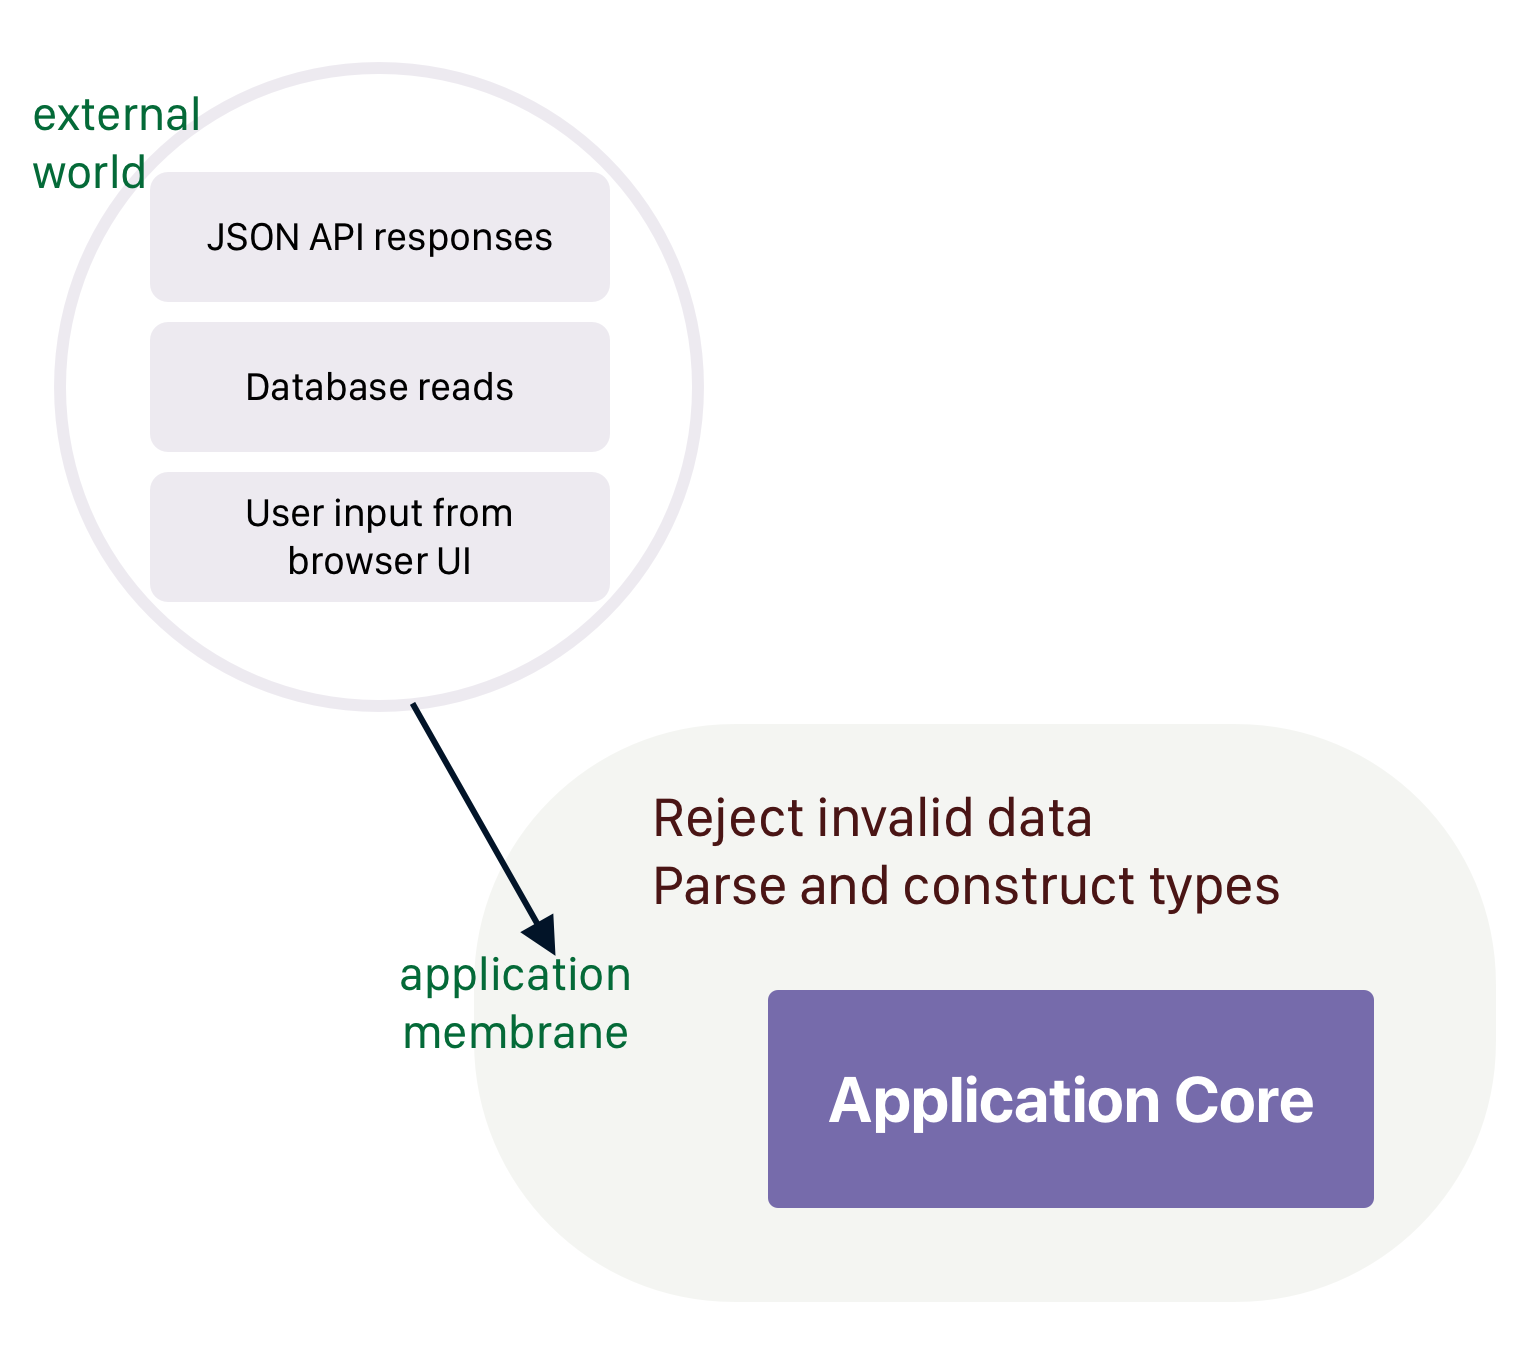 external
world
JSON API responses
Database reads
User input from
browser UI
Reject invalid data
Parse and construct types
application
membrane
Application Core